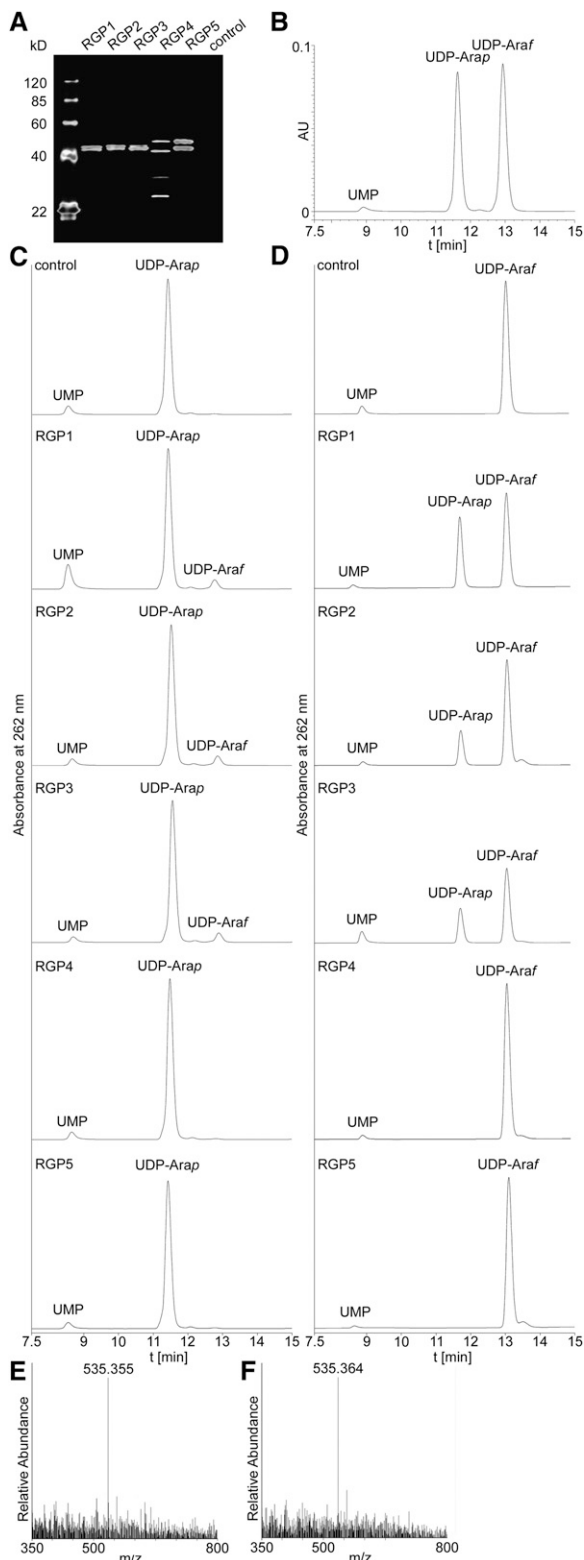 A
kD
RGP1
RGP2
RGP3
RGP4
RGP5
control
120
85
60
40
22
B
0.1
AU
0
UMP
UDP-Arap
UDP-Araf
7.5 9 10 11 12 13 15
t [min]
C
Absorbance at 262 nm
control
UMP
UDP-Arap
RGP1
UMP
UDP-Arap
UDP-Araf
RGP2
UMP
UDP-Arap
UDP-Araf
RGP3
UMP
UDP-Arap
UDP-Araf
RGP4
UMP
UDP-Arap
RGP5
UMP
UDP-Arap
7.5 9 10 11 12 13 15
t [min]
D
Absorbance at 262 nm
control
UMP
UDP-Araf
RGP1
UMP
UDP-Arap
UDP-Araf
RGP2
UMP
UDP-Arap
UDP-Araf
RGP3
UMP
UDP-Arap
UDP-Araf
RGP4
UMP
UDP-Araf
RGP5
UMP
UDP-Araf
7.5 9 10 11 12 13 15
t [min]
E
Relative Abundance
535.355
350 500 800
m/z
F
Relative Abundance
535.364
350 500 800
m/z